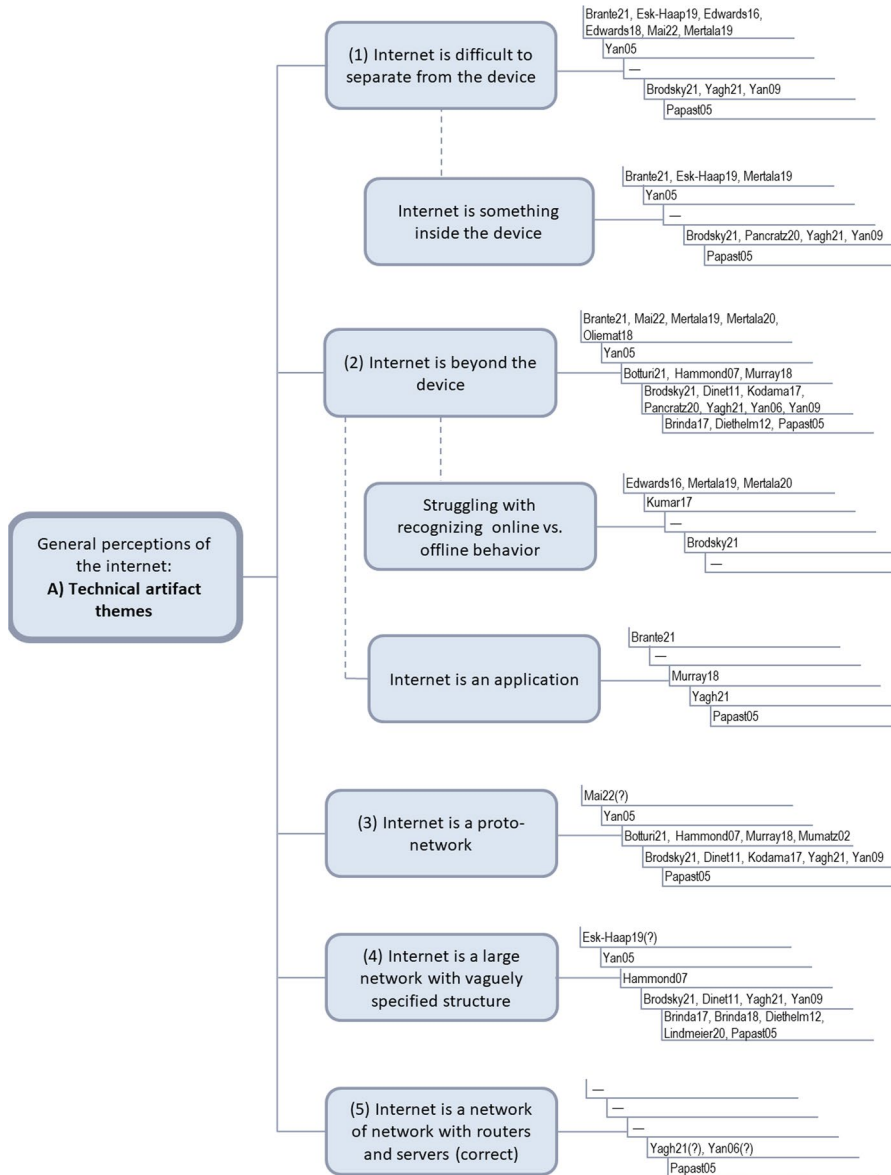 General perceptions of
the internet:
A) Technical artifact
themes
(1) Internet is difficult to
separate from the device
Brante21, Esk-Haap19, Edwards16,
Edwards18, Mai22, Mertala19
Yan05
—
Brodsky21, Yagh21, Yan09
Papast05
Internet is something
inside the device
Brante21, Esk-Haap19, Mertala19
Yan05
—
Brodsky21, Pancratz20, Yagh21, Yan09
Papast05
(2) Internet is beyond the
device
Brante21, Mai22, Mertala19, Mertala20,
Oliemat18
Yan05
Botturi21, Hammond07, Murray18
Brodsky21, Dinet11, Kodama17,
Pancratz20, Yagh21, Yan06, Yan09
Brinda17, Diethelm12, Papast05
Struggling with
recognizing online vs.
offline behavior
Edwards16, Mertala19, Mertala20
Kumar17
—
Brodsky21
—
Internet is an application
Brante21
—
Murray18
Yagh21
Papast05
(3) Internet is a proto-
network
Mai22(?)
Yan05
Botturi21, Hammond07, Murray18, Mumatz02
Brodsky21, Dinet11, Kodama17, Yagh21, Yan09
Papast05
(4) Internet is a large
network with vaguely
specified structure
Esk-Haap19(?)
Yan05
Hammond07
Brodsky21, Dinet11, Yagh21, Yan09
Brinda17, Brinda18, Diethelm12,
Lindmeier20, Papast05
(5) Internet is a network
of network with routers
and servers (correct)
—
—
—
Yagh21(?), Yan06(?)
Papast05